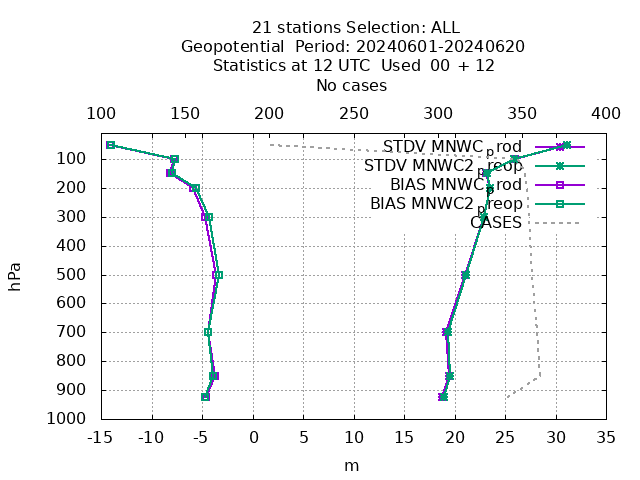 21 stations Selection: ALL
Geopotential  Period: 20240601-20240620
Statistics at 12 UTC  Used  00 + 12
No cases
100 150 200 250 300 350 400
STDV MNWC_prod
100
STDV MNWC2_preop
200
BIAS MNWC_prod
BIAS MNWC2_preop
300
CASES
400
hPa
500
600
700
800
900
1000
-15 -10 -5 0 5 10 15 20 25 30 35
m